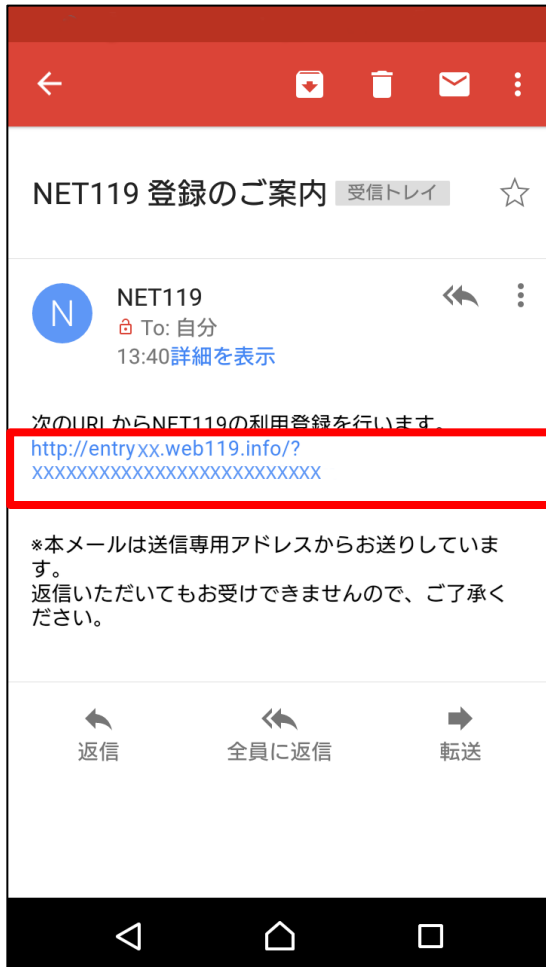 NET119 登録のご案内 受信トレイ
N
NET119
To: 自分
13:40詳細を表示
次のURLからNET119の利用登録を行います。
http://entryxx.web119.info/?
XXXXXXXXXXXXXXXXXXXXXXXXXX
※本メールは送信専用アドレスからお送りしていま
す。
返信いただいてもお受けできませんので、ご了承く
ださい。
返信 全員に返信 転送